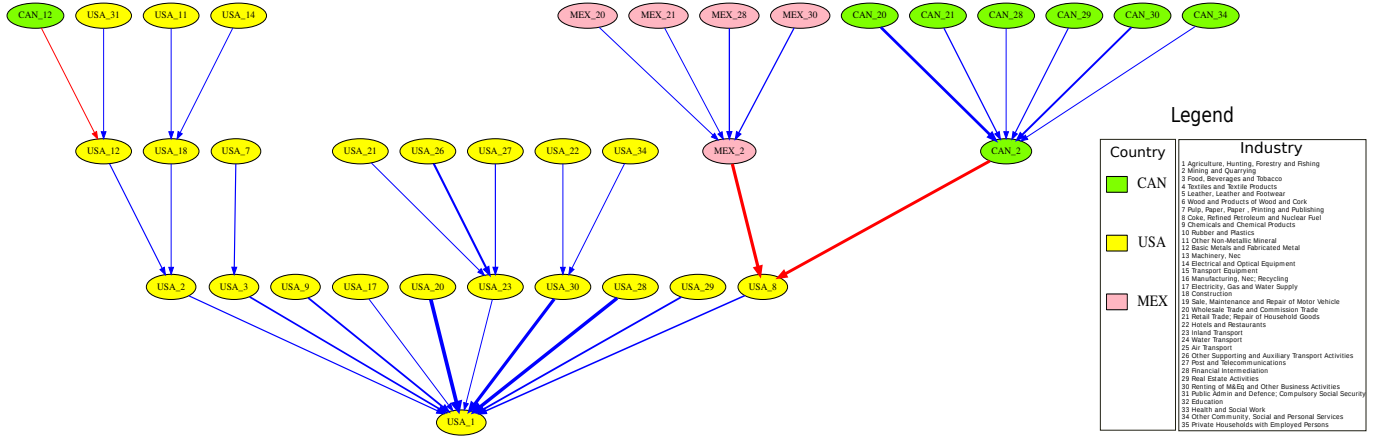 CAN_12 USA_31 USA_11 USA_14 MEX_20 MEX_21 MEX_28 MEX_30 CAN_20 CAN_21 CAN_28 CAN_29 CAN_30 CAN_34
USA_12 USA_18 USA_7 USA_21 USA_26 USA_27 USA_22 USA_34 MEX_2 CAN_2
USA_2 USA_3 USA_9 USA_17 USA_20 USA_23 USA_30 USA_28 USA_29 USA_8
USA_1
Legend
Country
CAN
USA
MEX
Industry
1 Agriculture, Hunting, Forestry and Fishing
2 Mining and Quarrying
3 Food, Beverages and Tobacco
4 Textiles and Textile Products
5 Leather, Leather and Footwear
6 Wood and Products of Wood and Cork
7 Pulp, Paper, Paper , Printing and Publishing
8 Coke, Refined Petroleum and Nuclear Fuel
9 Chemicals and Chemical Products
10 Rubber and Plastics
11 Other Non-Metallic Mineral
12 Basic Metals and Fabricated Metal
13 Machinery, Nec
14 Electrical and Optical Equipment
15 Transport Equipment
16 Manufacturing, Nec; Recycling
17 Electricity, Gas and Water Supply
18 Construction
19 Sale, Maintenance and Repair of Motor Vehicle
20 Wholesale Trade and Commission Trade
21 Retail Trade; Repair of Household Goods
22 Hotels and Restaurants
23 Inland Transport
24 Water Transport
25 Air Transport
26 Other Supporting and Auxiliary Transport Activities
27 Post and Telecommunications
28 Financial Intermediation
29 Real Estate Activities
30 Renting of M&Eq and Other Business Activities
31 Public Admin and Defence; Compulsory Social Security
32 Education
33 Health and Social Work
34 Other Community, Social and Personal Services
35 Private Households with Employed Persons